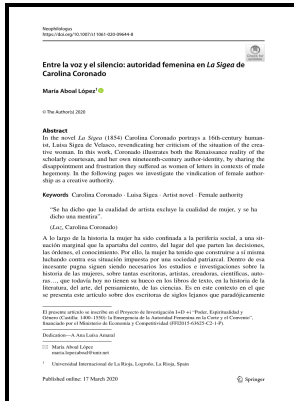 Neophilologus
https://doi.org/10.1007/s11061-020-09644-8
Entre la voz y el silencio: autoridad femenina en La Sigea de
Carolina Coronado
María Aboal López¹
© The Author(s) 2020
Abstract
In the novel La Sigea (1854) Carolina Coronado portrays a 16th-century human-
ist, Luisa Sigea de Velasco, revendicating her criticism of the situation of the crea-
tive woman. In this work, Coronado illustrates both the Renaissance reality of the
scholarly courtesan, and her own nineteenth-century author-identity, by sharing the
disappointment and frustration they suffered as women of letters in contexts of male
hegemony. In the following pages we investigate the vindication of female author-
ship as a creative authority.
Keywords Carolina Coronado · Luisa Sigea · Artist novel · Female authority
“Se ha dicho que la cualidad de artista excluye la cualidad de mujer, y se ha
dicho una mentira”.
(Luz, Carolina Coronado)
A lo largo de la historia la mujer ha sido confinada a la periferia social, a una si-
tuación marginal que la apartaba del centro, del lugar del que parten las decisiones,
las órdenes, el conocimiento. Por ello, la mujer ha tenido que construirse a sí misma
luchando contra esa situación impuesta por una sociedad patriarcal. Dentro de esa
incesante pugna siguen siendo necesarios los estudios e investigaciones sobre la
historia de las mujeres, sobre tantas escritoras, artistas, creadoras, científicas, auto-
ras…, que todavía hoy no tienen su hueco en los libros de texto, en la historia de la
literatura, del arte, del pensamiento, de las ciencias. Es en este contexto en el que
se presenta este artículo sobre dos escritoras de siglos lejanos que paradójicamente
El presente artículo se inscribe en el Proyecto de Investigación I+D +i “Poder, Espiritualidad y
Género (Castilla 1400–1550): la Emergencia de la Autoridad Femenina en la Corte y el Convento”,
financiado por el Ministerio de Economía y Competitividad (FFI2015-63625-C2-1-P).
Dedication—A Ana Luísa Amaral
María Aboal López
maria.lopezaboal@unir.net
1 Universidad Internacional de La Rioja, Logroño, La Rioja, Spain
Published online: 17 March 2020
Springer